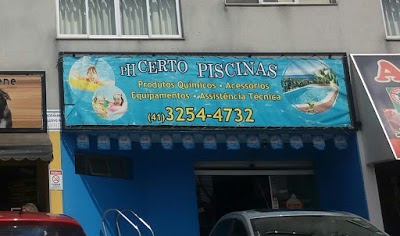 PH CERTO PISCINAS
Produtos Químicos • Acessórios
Equipamentos • Assistência Técnica
(41) 3254-4732